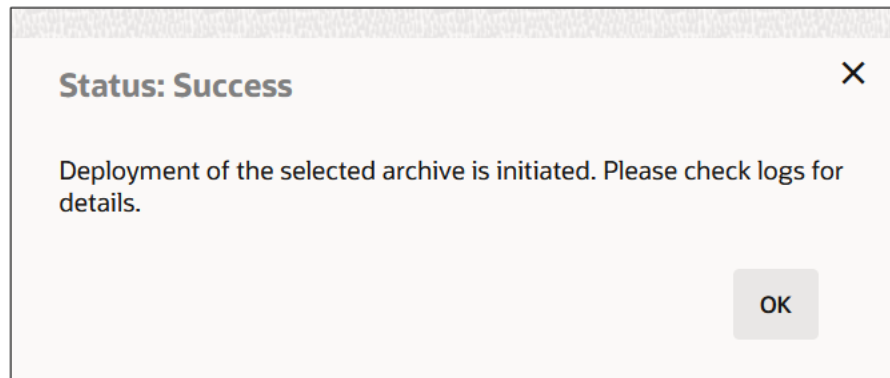 Status: Success
Deployment of the selected archive is initiated. Please check logs for
details.
OK